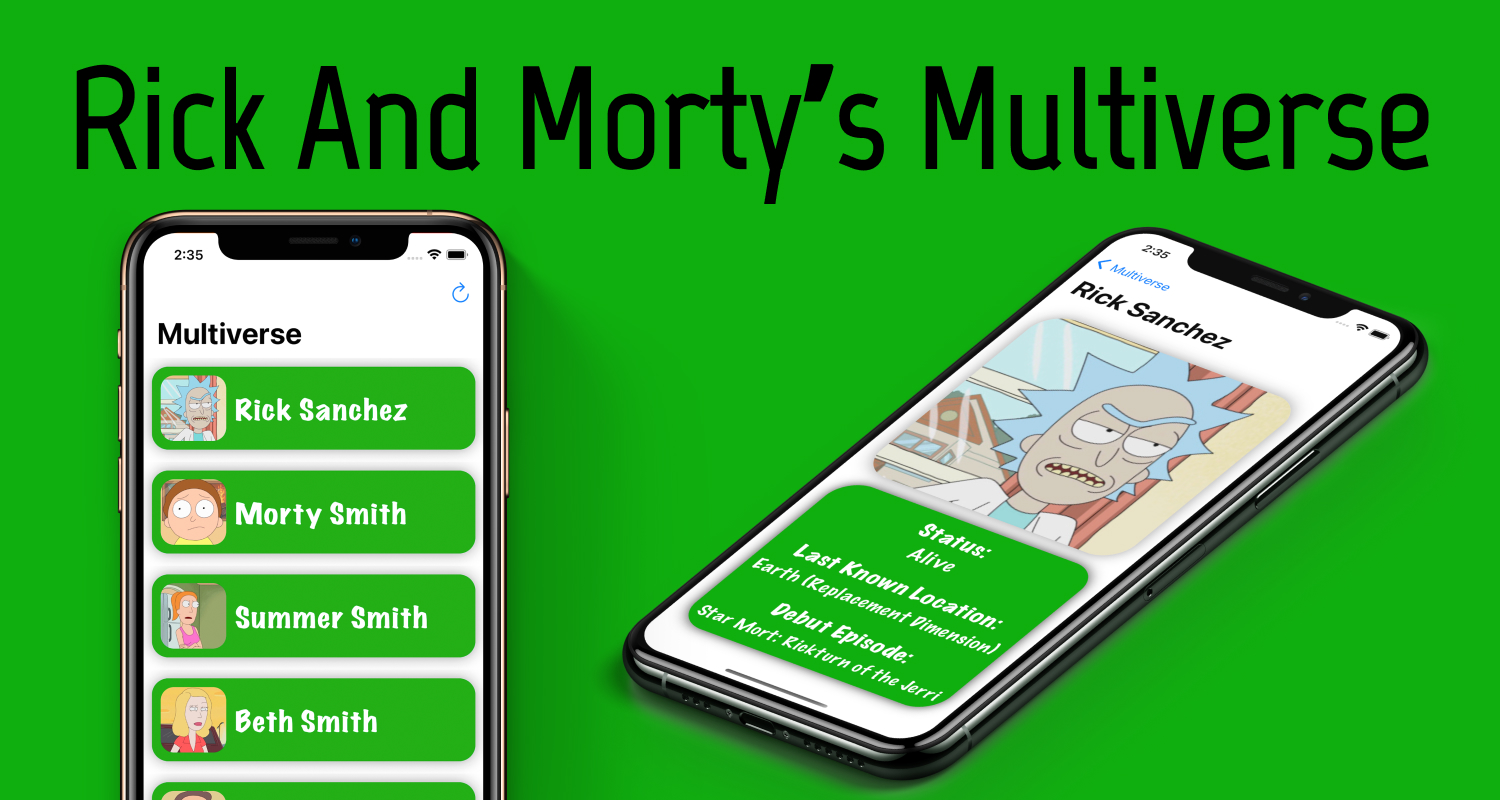 Rick And Morty's Multiverse
2:35
Multiverse
Rick Sanchez
Morty Smith
Summer Smith
Beth Smith
2:35
Multiverse
Rick Sanchez
Status:
Alive
Last Known Location:
Earth (Replacement Dimension)
Debut Episode:
Star Mort: Rickturn of the Jerri